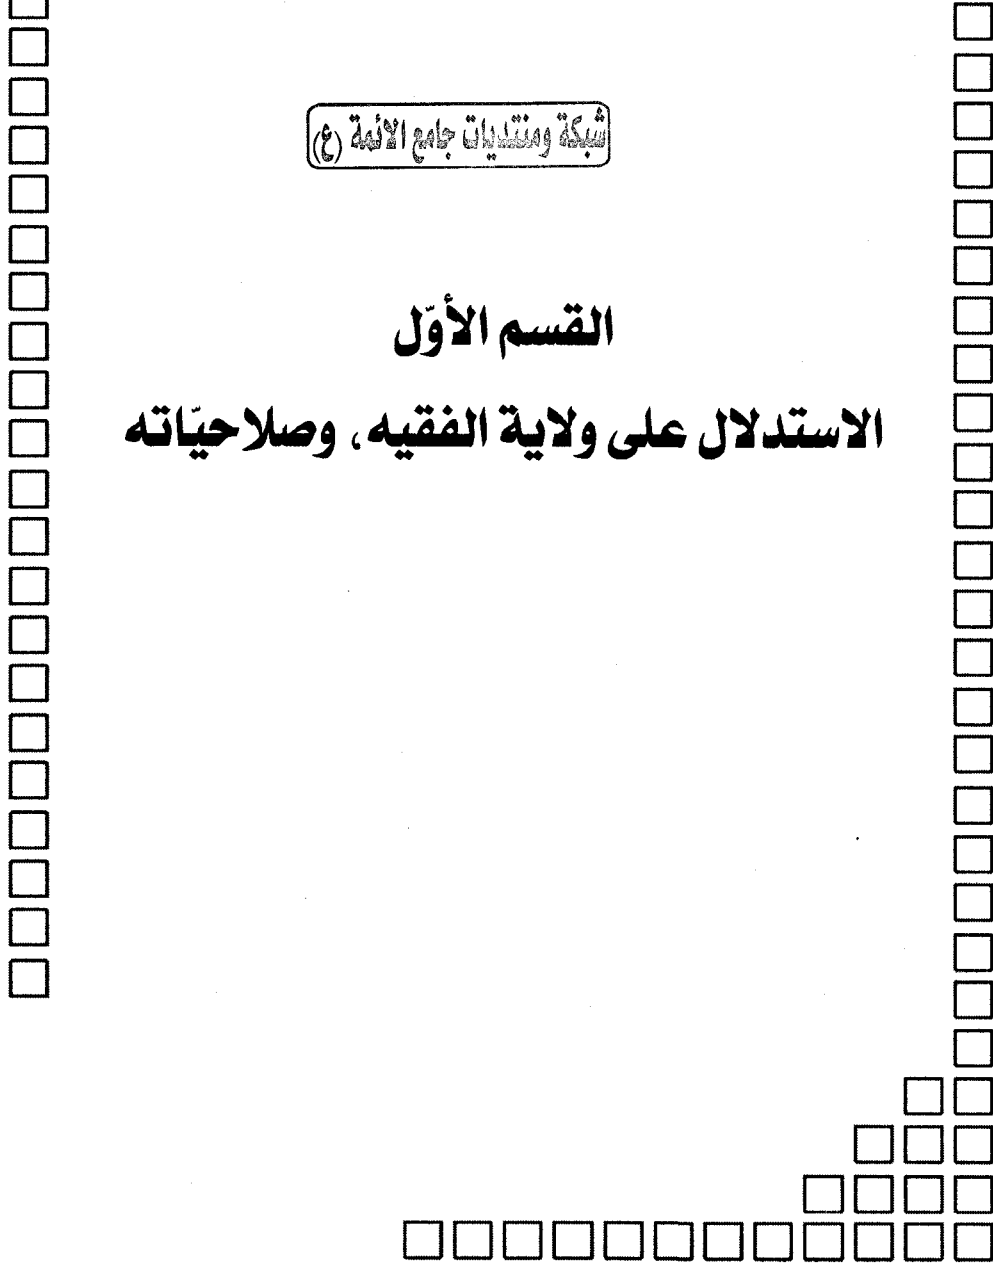 شبكة ومنتديات جامع الائمة (ع)
القسم الأوّل
الاستدلال على ولاية الفقيه، وصلاحيّاته